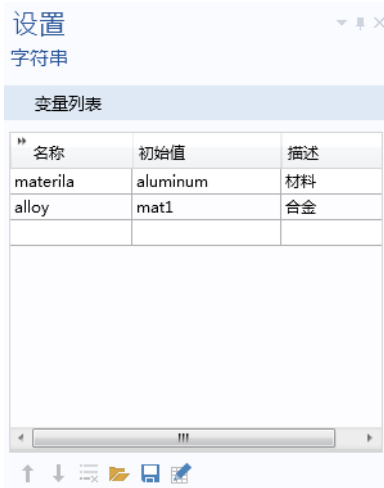 设置
字符串
变量列表
名称 初始值 描述
materila aluminum 材料
alloy mat1 合金